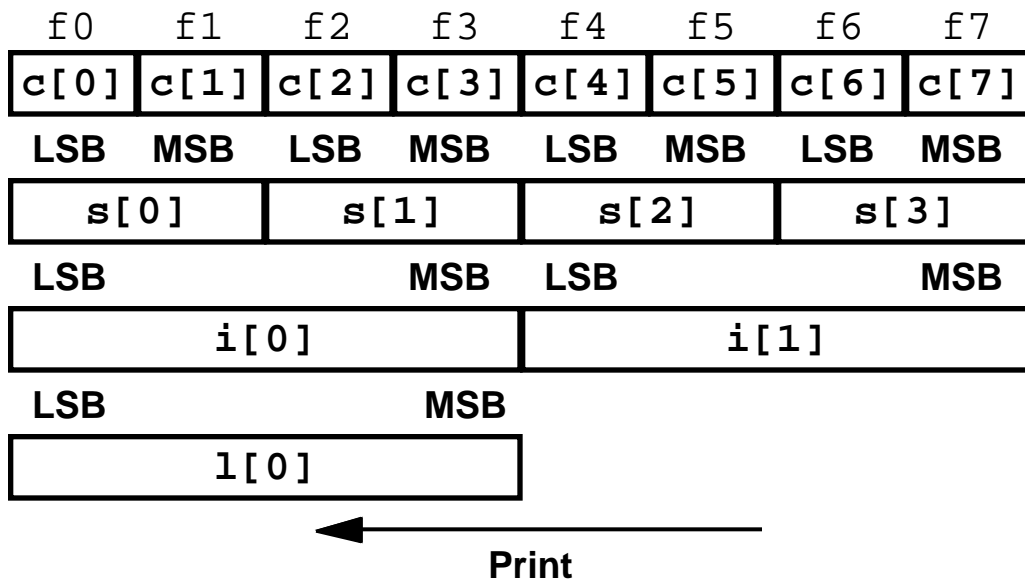 f0 f1 f2 f3 f4 f5 f6 f7
c[0] c[1] c[2] c[3] c[4] c[5] c[6] c[7]
LSB MSB LSB MSB LSB MSB LSB MSB
s[0] s[1] s[2] s[3]
LSB MSB LSB MSB
i[0] i[1]
LSB MSB
l[0]
Print